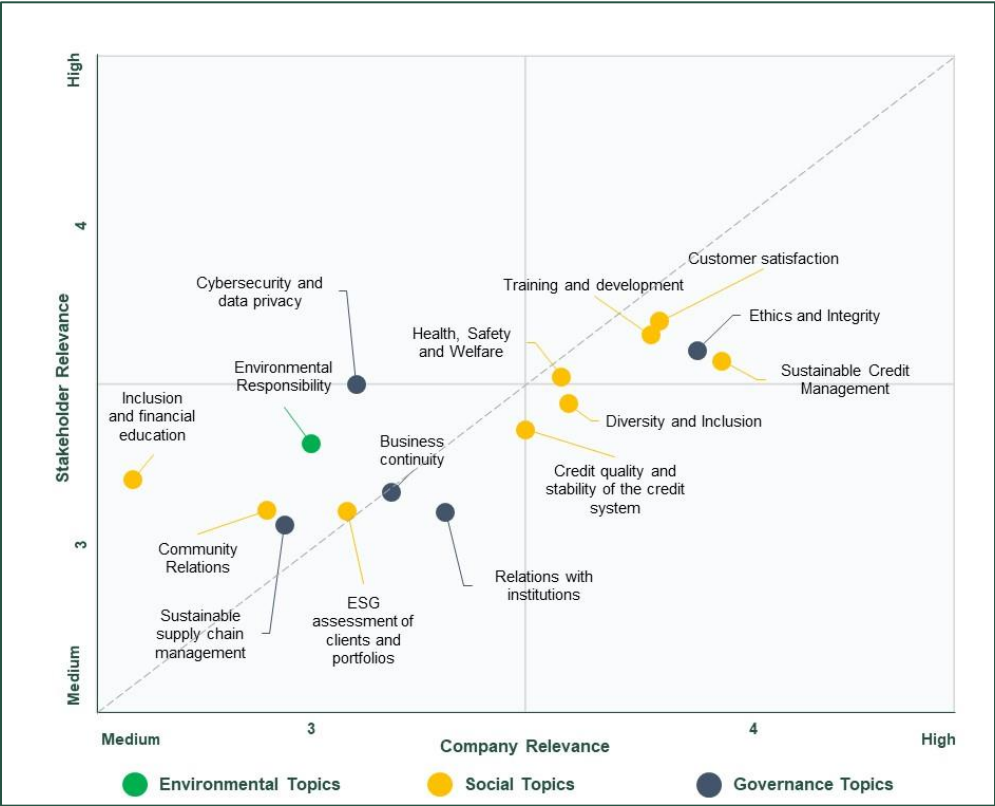 High
4
Stakeholder Relevance
3
Medium
Customer satisfaction
Training and development
Cybersecurity and
data privacy
Ethics and Integrity
Health, Safety
and Welfare
Environmental
Responsibility
Sustainable Credit
Management
Inclusion
and financial
education
Diversity and Inclusion
Business
continuity
Credit quality and
stability of the credit
system
Community
Relations
Relations with
institutions
ESG
assessment of
clients and
portfolios
Sustainable
supply chain
management
Medium
3
Company Relevance
4
High
Environmental Topics
Social Topics
Governance Topics